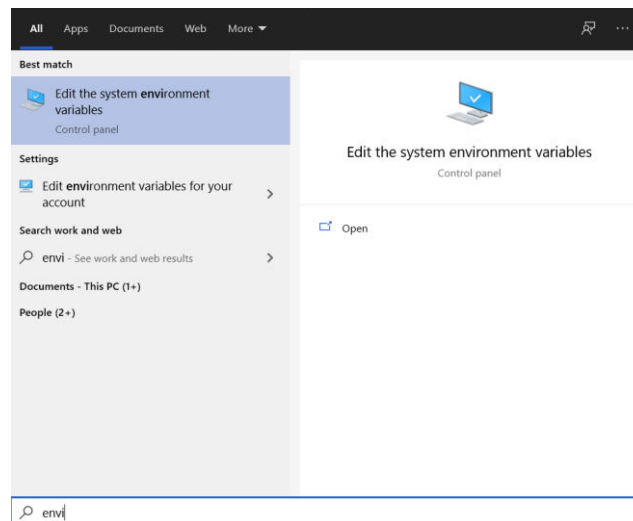 All Apps Documents Web More
Best match
Edit the system environment
variables
Control panel
Settings
Edit environment variables for your
account
Search work and web
envi - See work and web results
Documents - This PC (1+)
People (2+)
Edit the system environment variables
Control panel
Open
envi